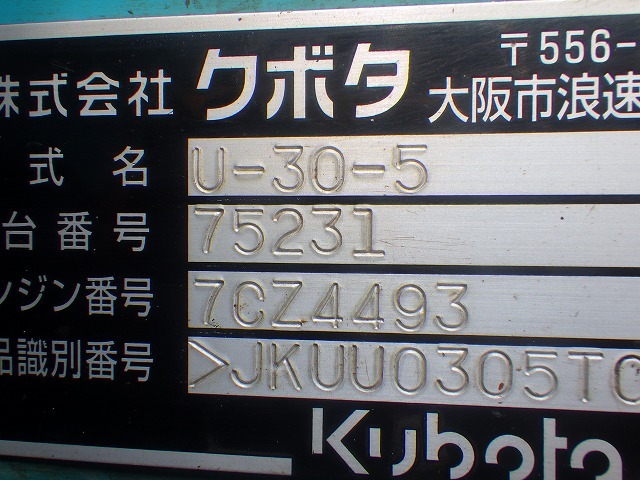 株式会社 クボタ 〒556-
大阪市浪速
式 名 U-30-5
台番号 75231
ンジン番号 7CZ4493
品識別番号 >JKUU0305T0
Kubota